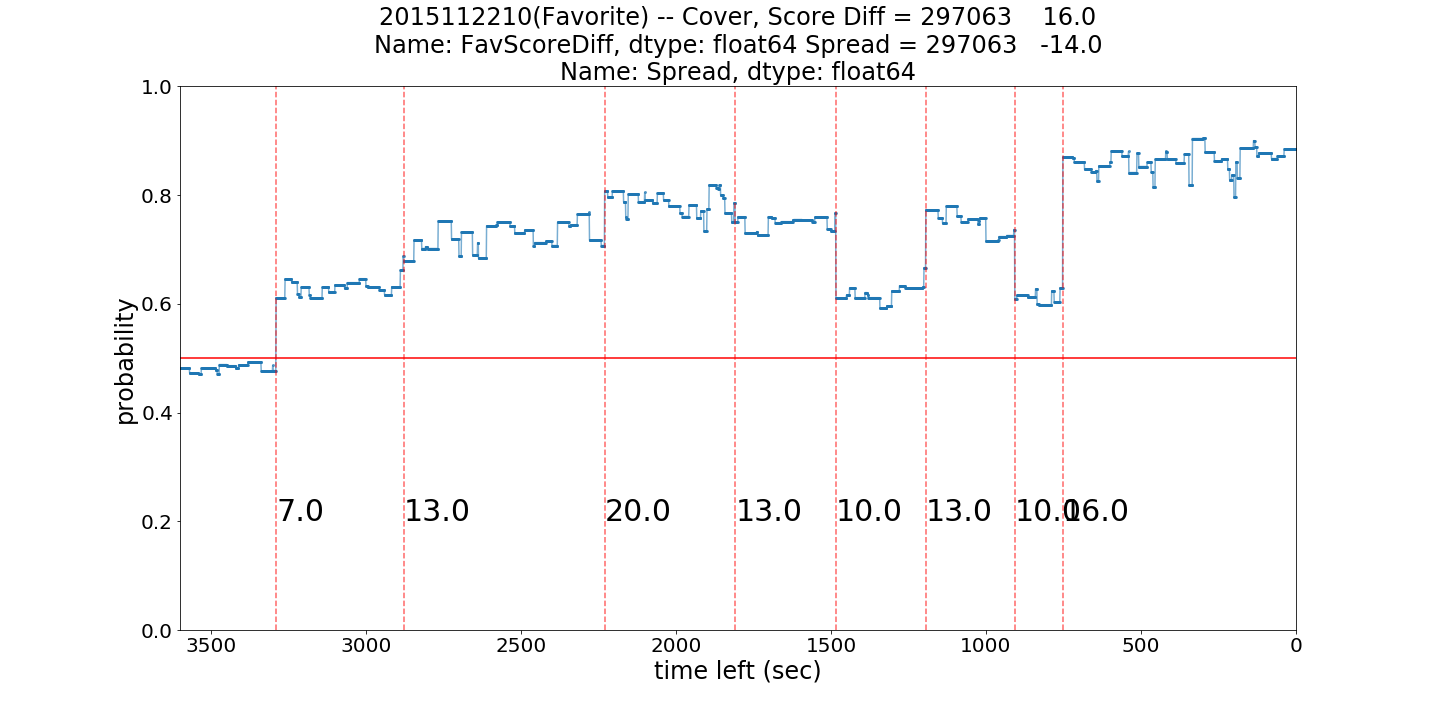 2015112210(Favorite) -- Cover, Score Diff = 297063    16.0
Name: FavScoreDiff, dtype: float64 Spread = 297063   -14.0
Name: Spread, dtype: float64
1.0
0.8
0.6
0.4
0.2
0.0
probability
7.0 13.0 20.0 13.0 10.0 13.0 10.0 16.0
3500 3000 2500 2000 1500 1000 500 0
time left (sec)